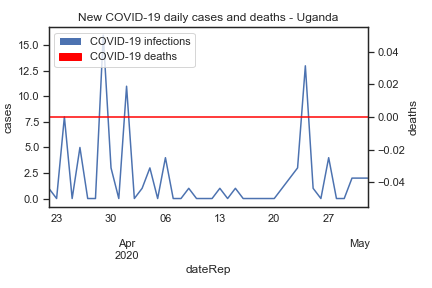 New COVID-19 daily cases and deaths - Uganda
COVID-19 infections
COVID-19 deaths
15.0
12.5
10.0
7.5
5.0
2.5
0.0
cases
0.04
0.02
0.00
−0.02
−0.04
deaths
23 30 06 13 20 27
Apr May
2020
dateRep